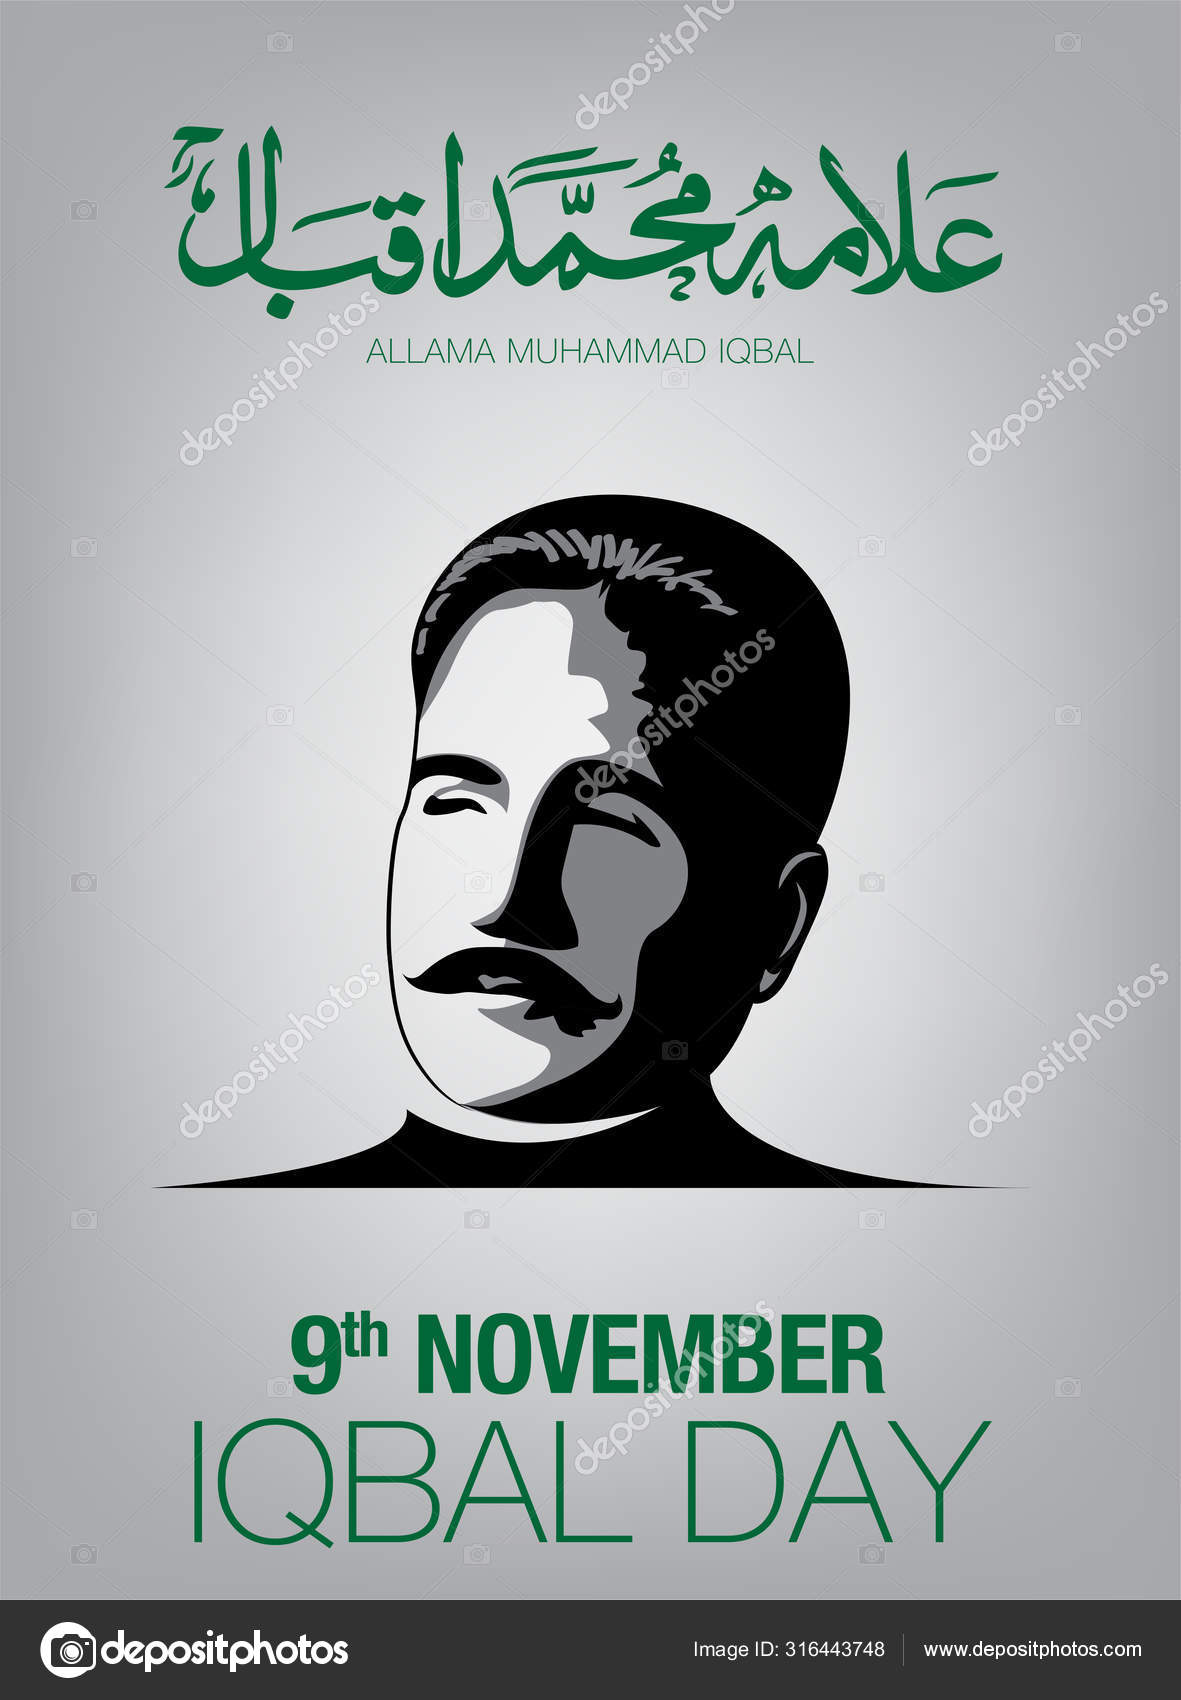 علامہ محمد اقبال
ALLAMA MUHAMMAD IQBAL
9th NOVEMBER
IQBAL DAY
depositphotos
Image ID: 316443748
www.depositphotos.com